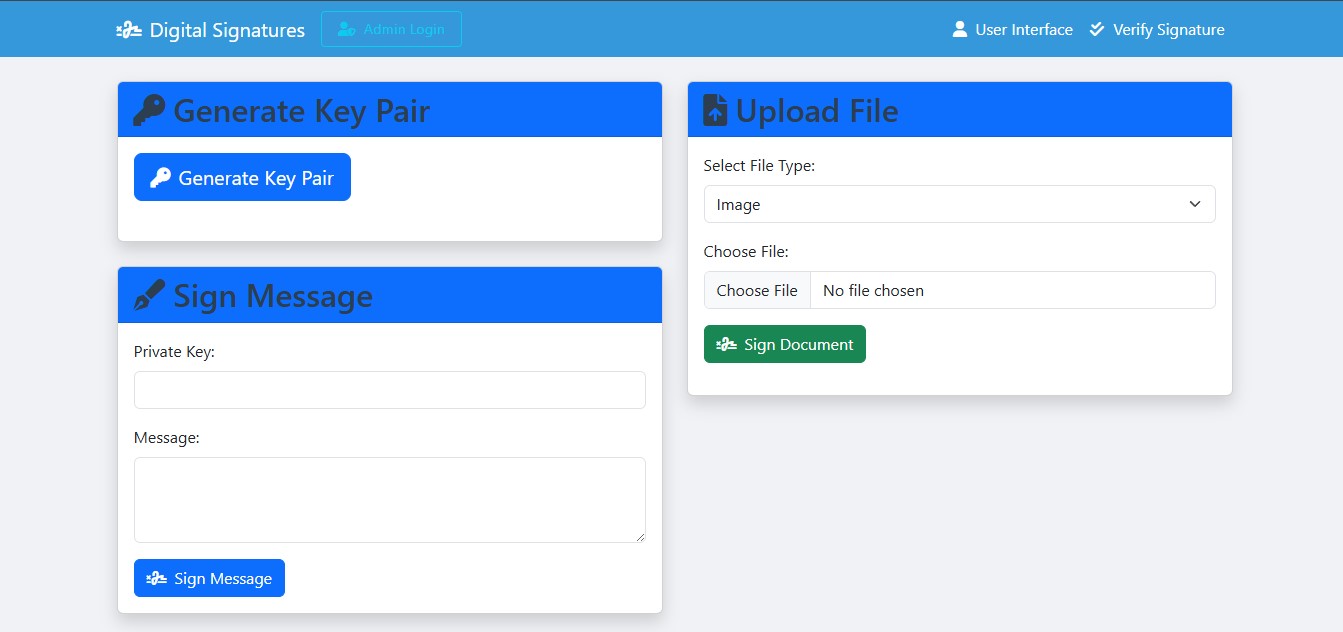 Digital Signatures
Admin Login
User Interface
Verify Signature
Generate Key Pair
Generate Key Pair
Sign Message
Private Key:
Message:
Sign Message
Upload File
Select File Type:
Image
Choose File:
Choose File
No file chosen
Sign Document